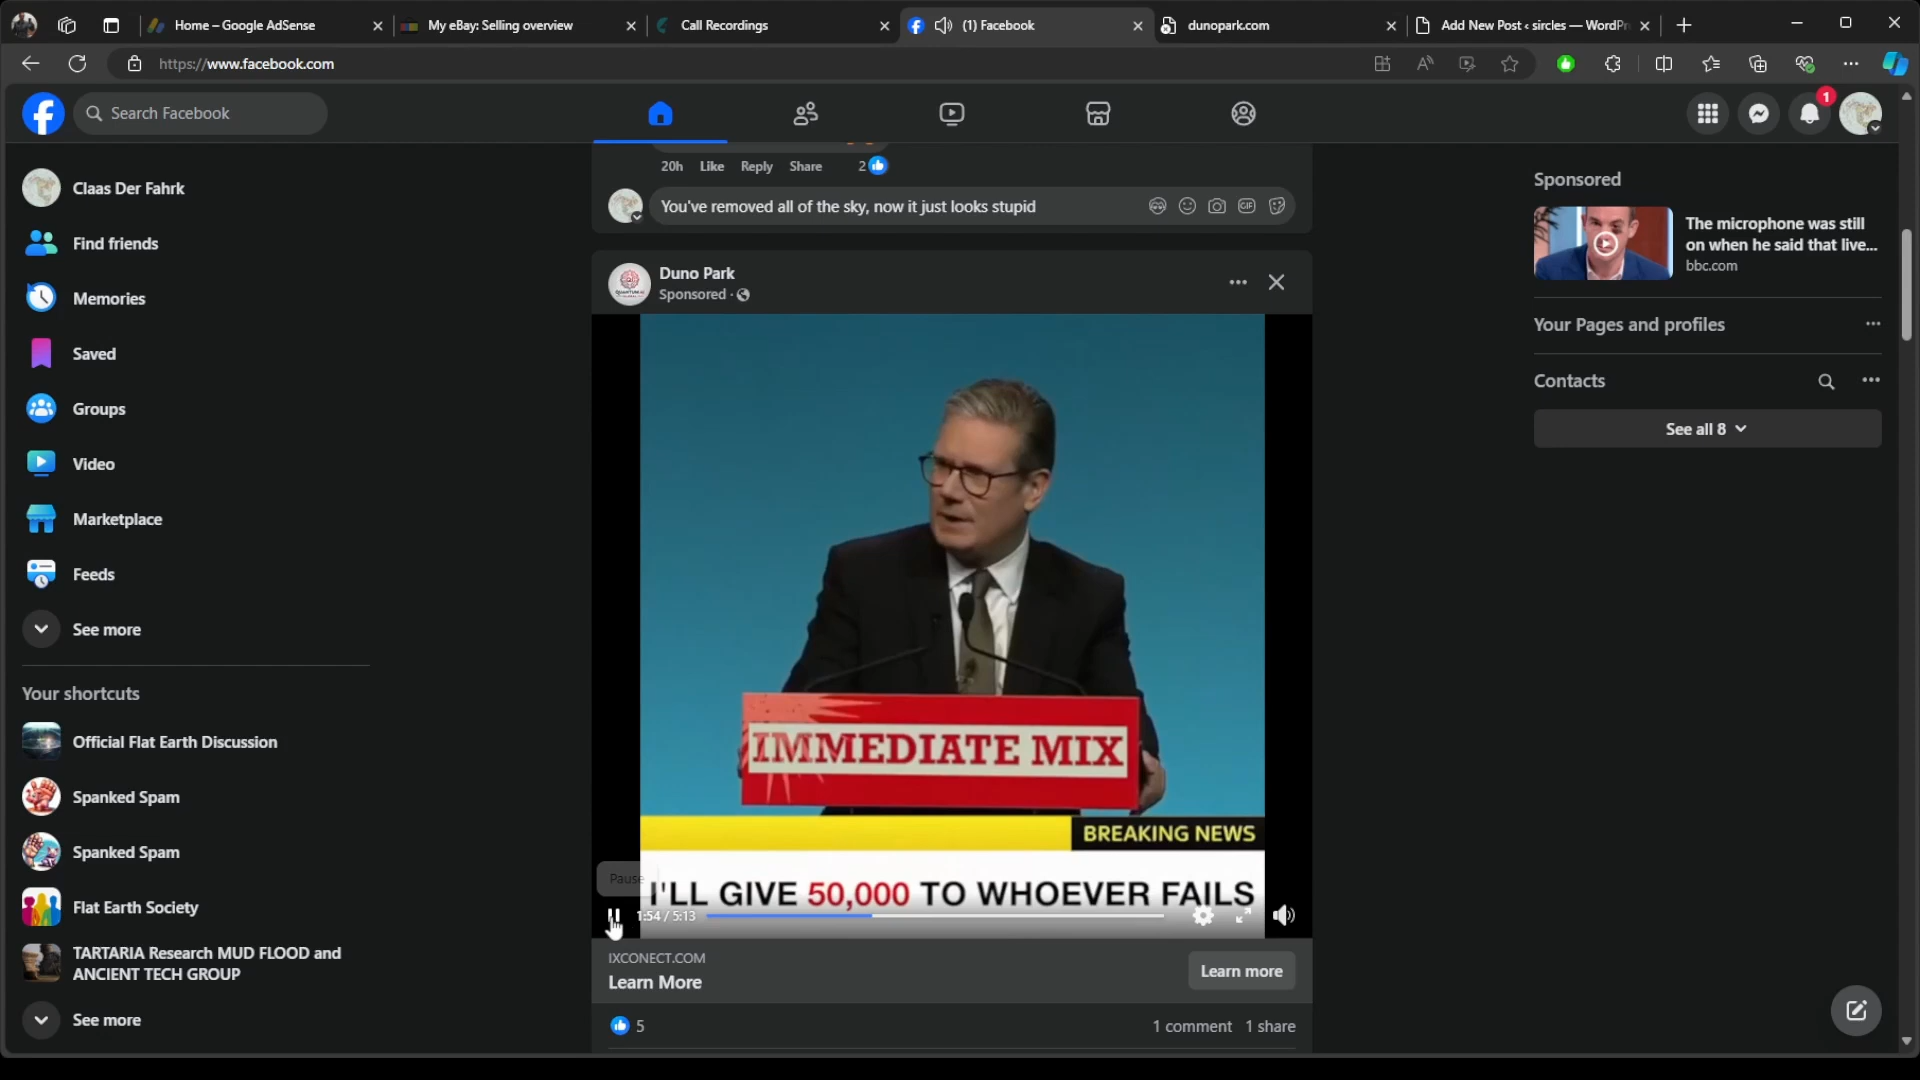 Home – Google AdSense
My eBay: Selling overview
Call Recordings
(1) Facebook
dunopark.com
Add New Post ‹ sircles — WordPr
https://www.facebook.com
Search Facebook
1
Claas Der Fahrk
Find friends
Memories
Saved
Groups
Video
Marketplace
Feeds
See more
Your shortcuts
Official Flat Earth Discussion
Spanked Spam
Spanked Spam
Flat Earth Society
TARTARIA Research MUD FLOOD and
ANCIENT TECH GROUP
See more
20h Like Reply Share 2
You've removed all of the sky, now it just looks stupid
GIF
Duno Park
Sponsored ·
IMMEDIATE MIX
BREAKING NEWS
I'LL GIVE 50,000 TO WHOEVER FAILS
Pause
1:54 / 5:13
IXCONECT.COM
Learn More
Learn more
5
1 comment 1 share
Sponsored
The microphone was still
on when he said that live...
bbc.com
Your Pages and profiles
Contacts
See all 8